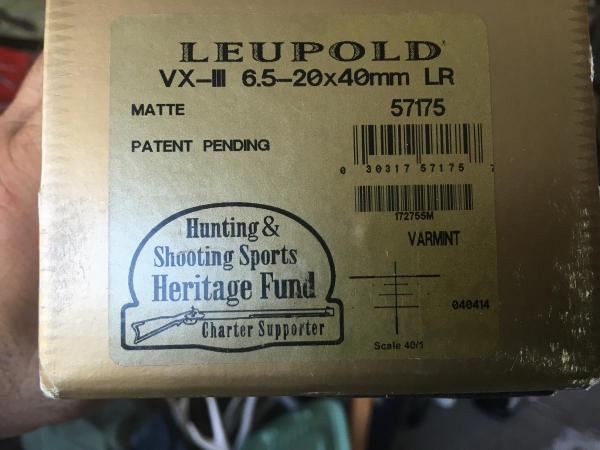 LEUPOLD
VX-III 6.5-20x40mm LR
MATTE 57175
PATENT PENDING
0 30317 57175 7
172755M
VARMINT
Hunting &
Shooting Sports
Heritage Fund
Charter Supporter
040414
Scale 40/1